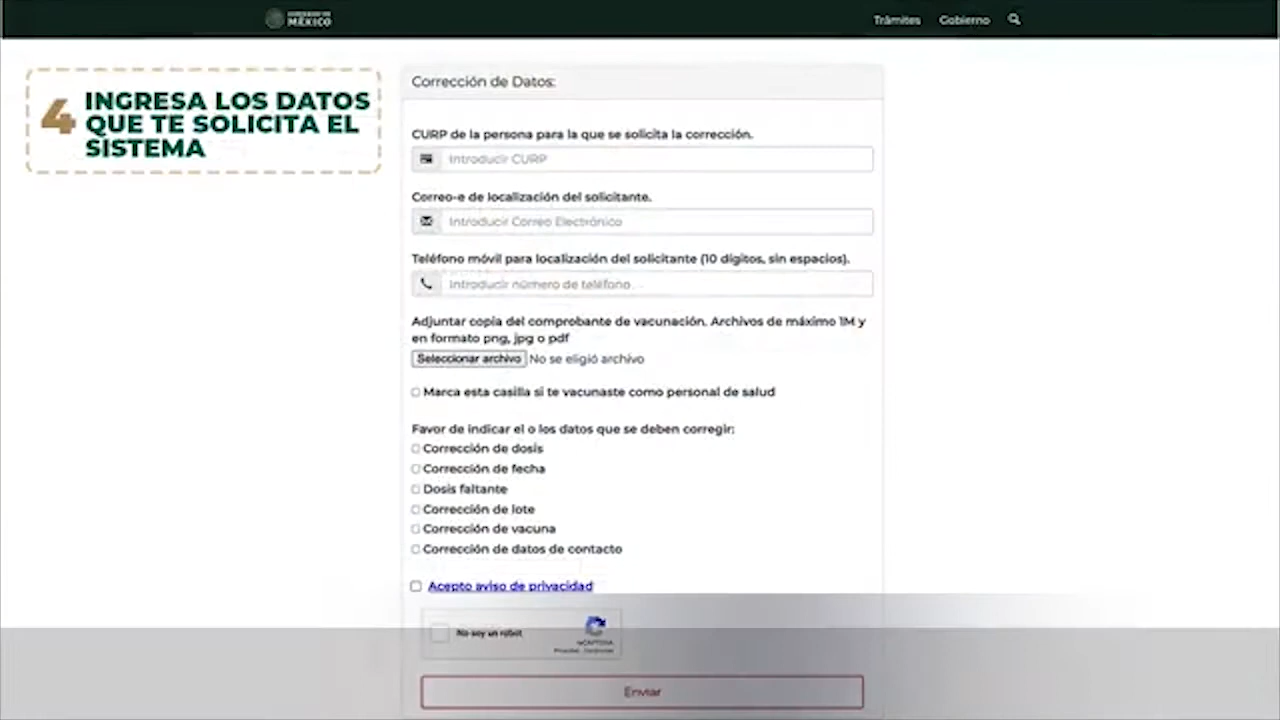 GOBIERNO DE
MÉXICO
Trámites Gobierno
4 INGRESA LOS DATOS
QUE TE SOLICITA EL
SISTEMA
Corrección de Datos:
CURP de la persona para la que se solicita la corrección.
Introducir CURP
Correo-e de localización del solicitante.
Introducir Correo Electrónico
Teléfono móvil para localización del solicitante (10 dígitos, sin espacios).
Introducir número de teléfono...
Adjuntar copia del comprobante de vacunación. Archivos de máximo 1M y
en formato png, jpg o pdf
Seleccionar archivo No se eligió archivo
Marca esta casilla si te vacunaste como personal de salud
Favor de indicar el o los datos que se deben corregir:
Corrección de dosis
Corrección de fecha
Dosis faltante
Corrección de lote
Corrección de vacuna
Corrección de datos de contacto
Acepto aviso de privacidad
No soy un robot
reCAPTCHA
Privacidad - Condiciones
Enviar